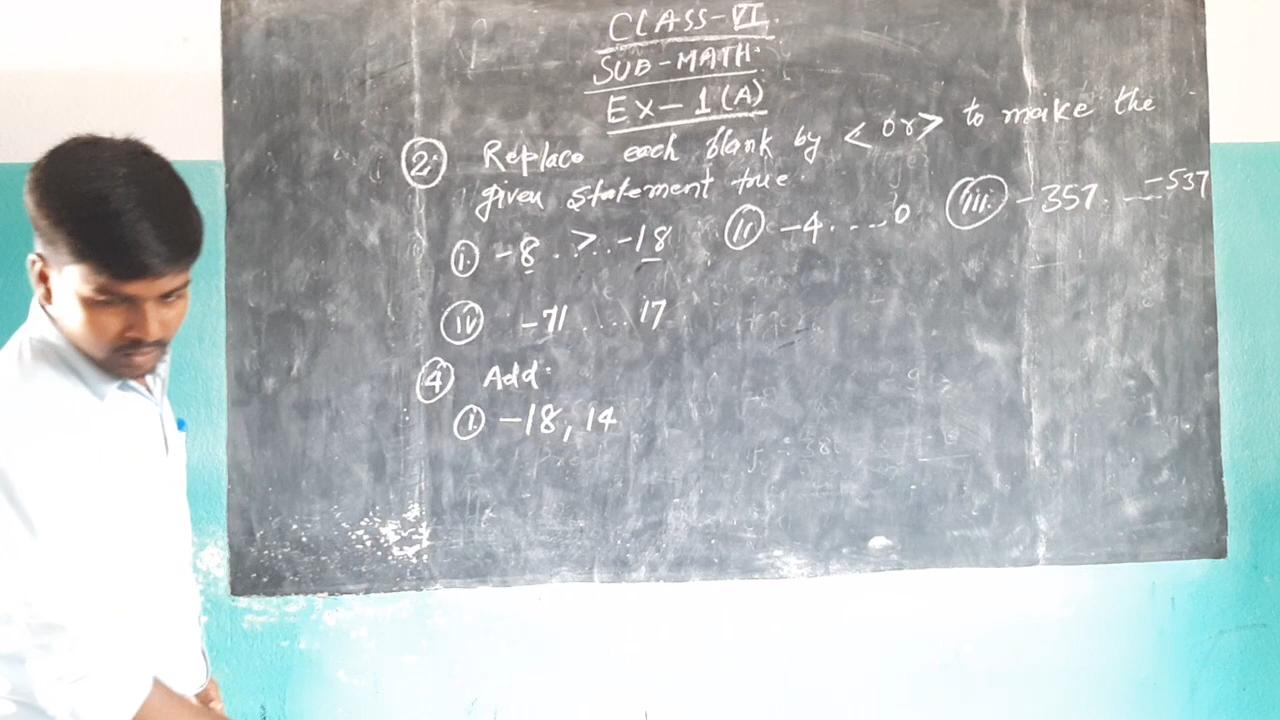 CLASS-VI.
SUB-MATH.
Ex-1(A)
2. Replace each blank by < or > to make the
given statement true.
i. -8 . > . . -18 ii -4 . . . . . 0 iii. -357. ..... -537
iv -71 . . . . 17
4 Add.
i. -18, 14